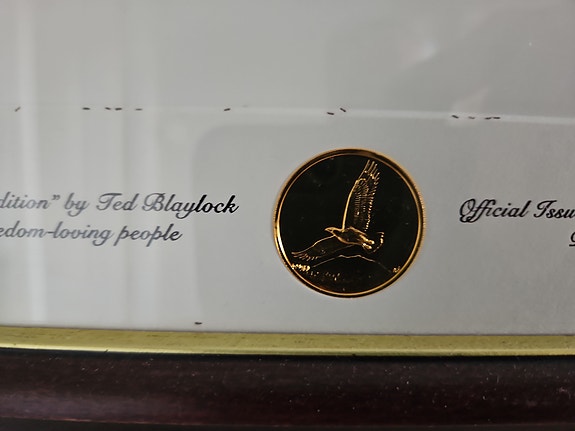 dition" by Ted Blaylock
edom-loving people
Official Issu